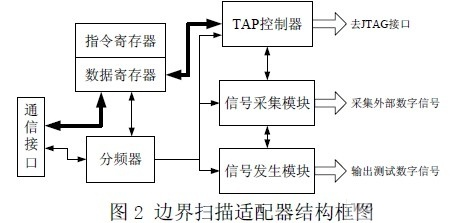 指令寄存器
数据寄存器
TAP控制器
去JTAG接口
通信接口
分频器
信号采集模块
采集外部数字信号
信号发生模块
输出测试数字信号
图 2 边界扫描适配器结构框图